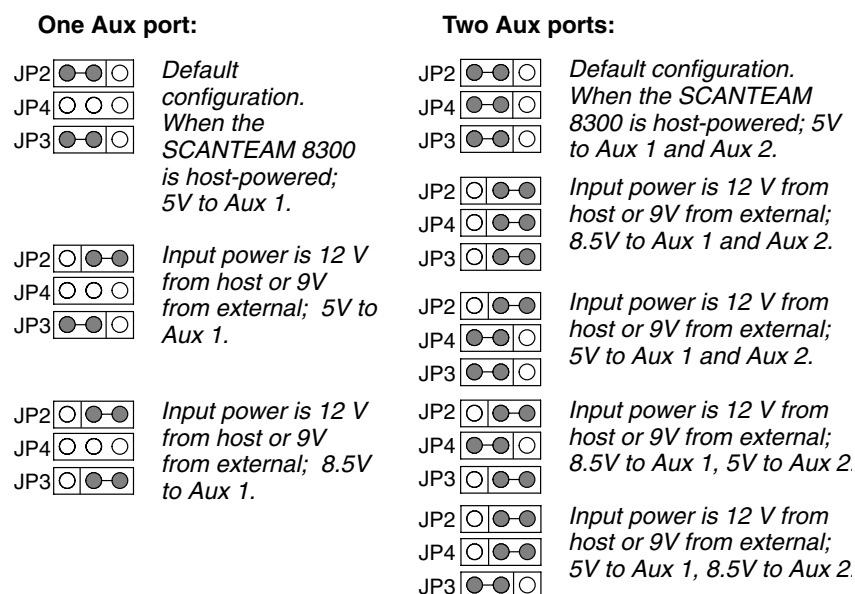 One Aux port:
JP2
JP4
JP3
Default
configuration.
When the
SCANTEAM 8300
is host-powered;
5V to Aux 1.
JP2
JP4
JP3
Input power is 12 V
from host or 9V
from external; 5V to
Aux 1.
JP2
JP4
JP3
Input power is 12 V
from host or 9V
from external; 8.5V
to Aux 1.
Two Aux ports:
JP2
JP4
JP3
Default configuration.
When the SCANTEAM
8300 is host-powered; 5V
to Aux 1 and Aux 2.
JP2
JP4
JP3
Input power is 12 V from
host or 9V from external;
8.5V to Aux 1 and Aux 2.
JP2
JP4
JP3
Input power is 12 V from
host or 9V from external;
5V to Aux 1 and Aux 2.
JP2
JP4
JP3
Input power is 12 V from
host or 9V from external;
8.5V to Aux 1, 5V to Aux 2.
JP2
JP4
JP3
Input power is 12 V from
host or 9V from external;
5V to Aux 1, 8.5V to Aux 2.